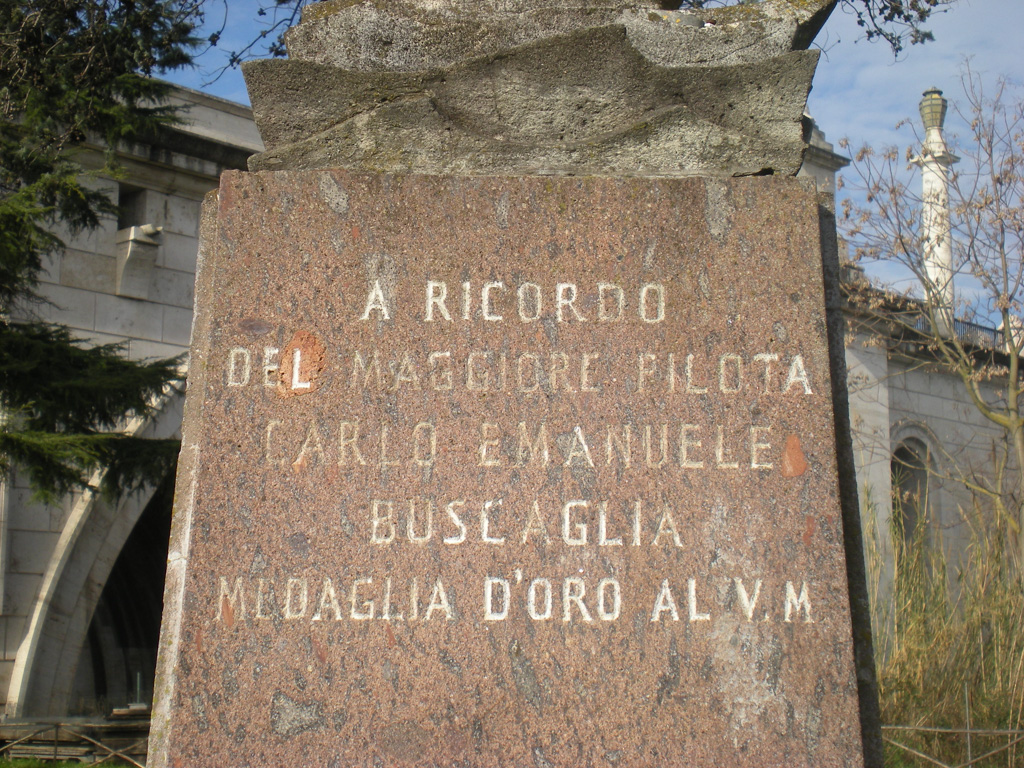 A RICORDO
DEL MAGGIORE PILOTA
CARLO EMANUELE
BUSCAGLIA
MEDAGLIA D'ORO AL V.M